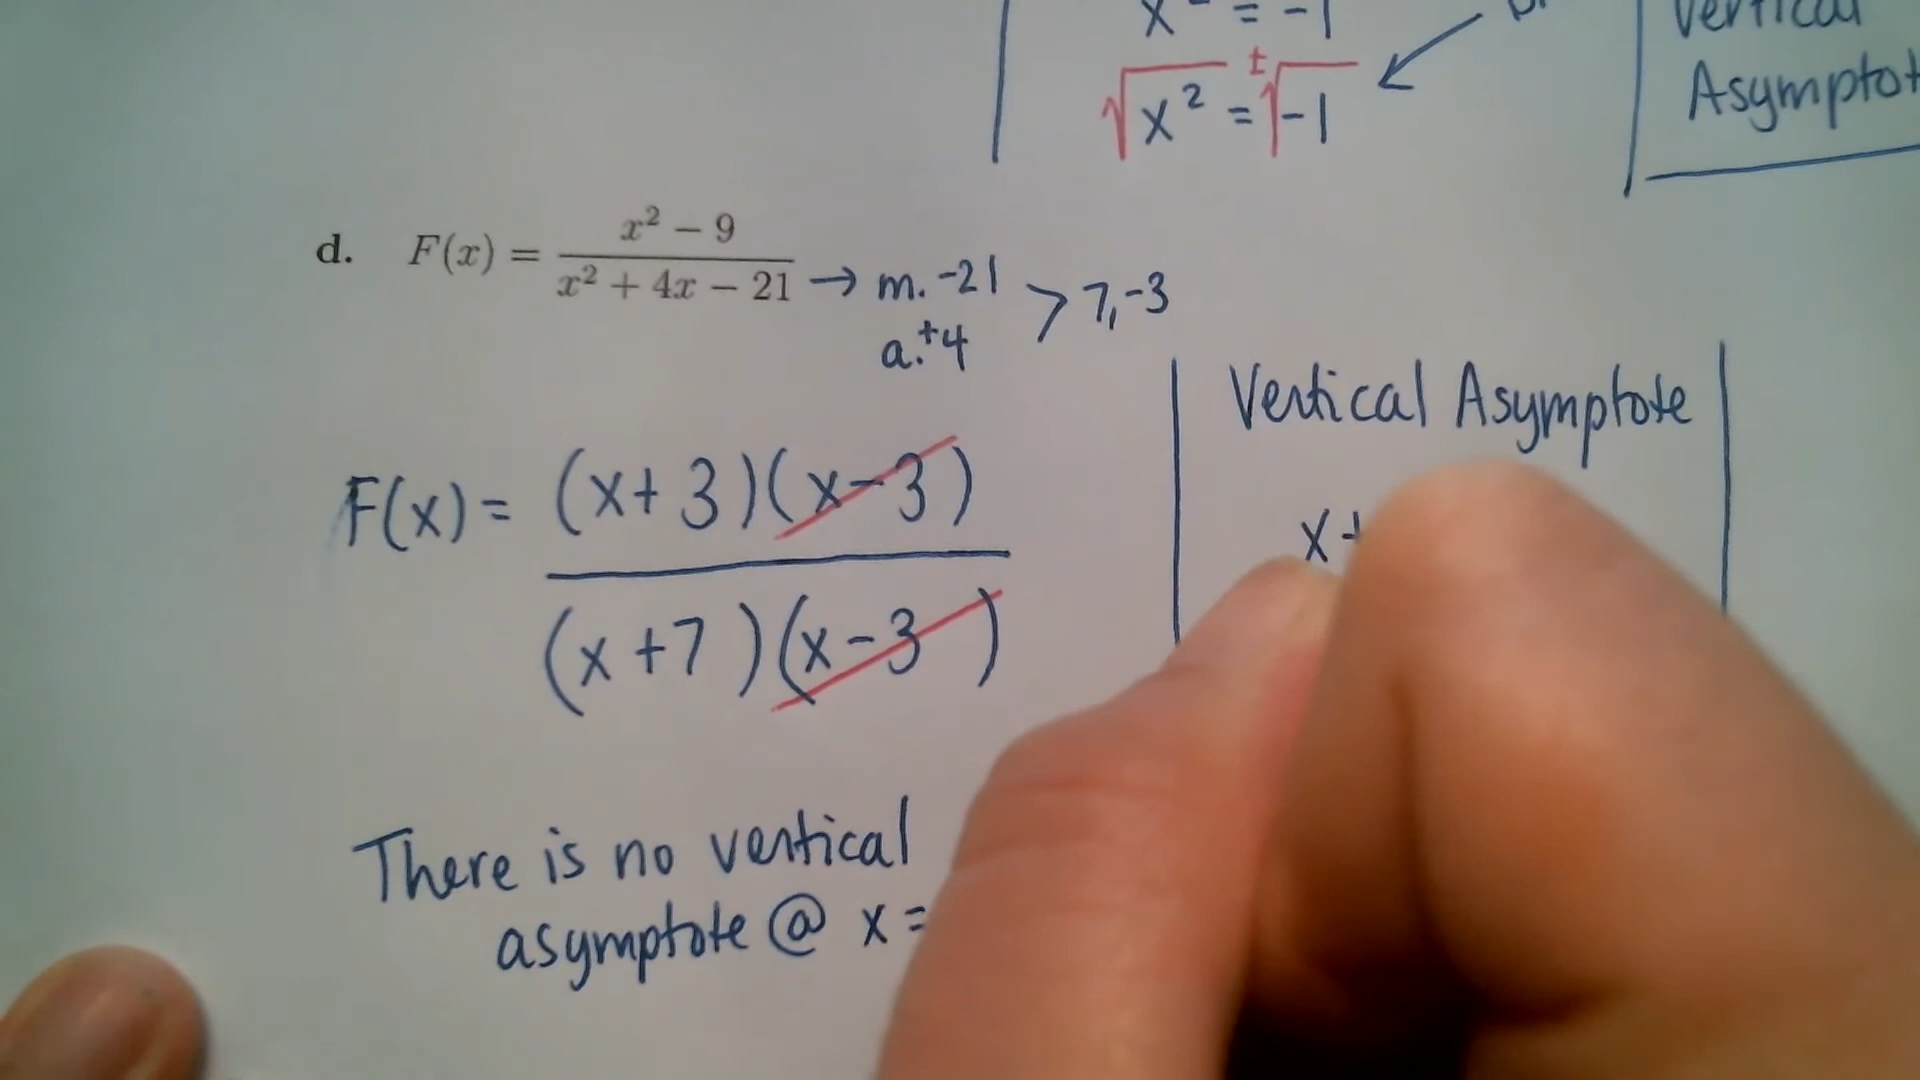 x² = -1
√x² = ±√-1
Vertical
Asymptot
d. F(x) = (x² − 9)/(x² + 4x − 21) → m. -21 > 7, -3
a. +4
Vertical Asymptote
F(x) = (x+3)(x-3)
(x+7)(x-3)
x+
There is no vertical
asymptote @ x =